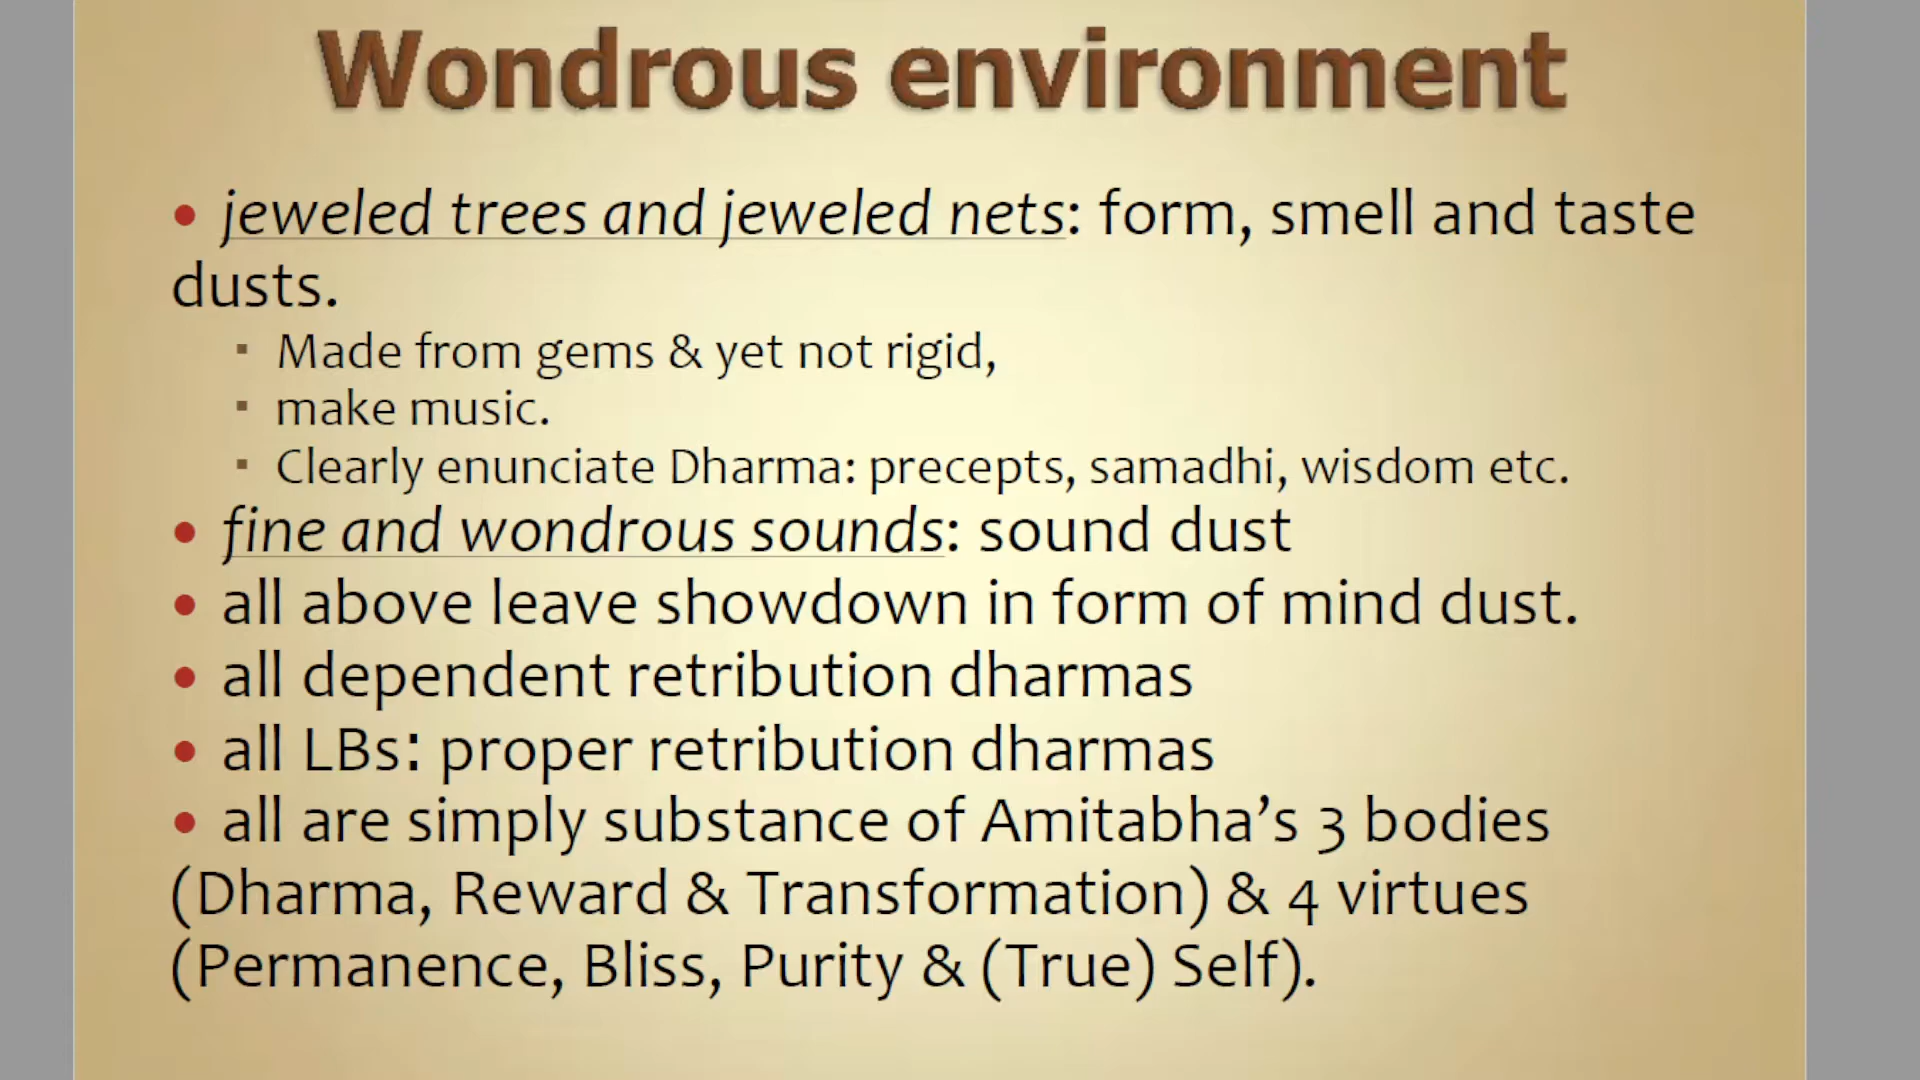 Wondrous environment
• jeweled trees and jeweled nets: form, smell and taste
dusts.
▪ Made from gems & yet not rigid,
▪ make music.
▪ Clearly enunciate Dharma: precepts, samadhi, wisdom etc.
• fine and wondrous sounds: sound dust
• all above leave showdown in form of mind dust.
• all dependent retribution dharmas
• all LBs: proper retribution dharmas
• all are simply substance of Amitabha’s 3 bodies
(Dharma, Reward & Transformation) & 4 virtues
(Permanence, Bliss, Purity & (True) Self).